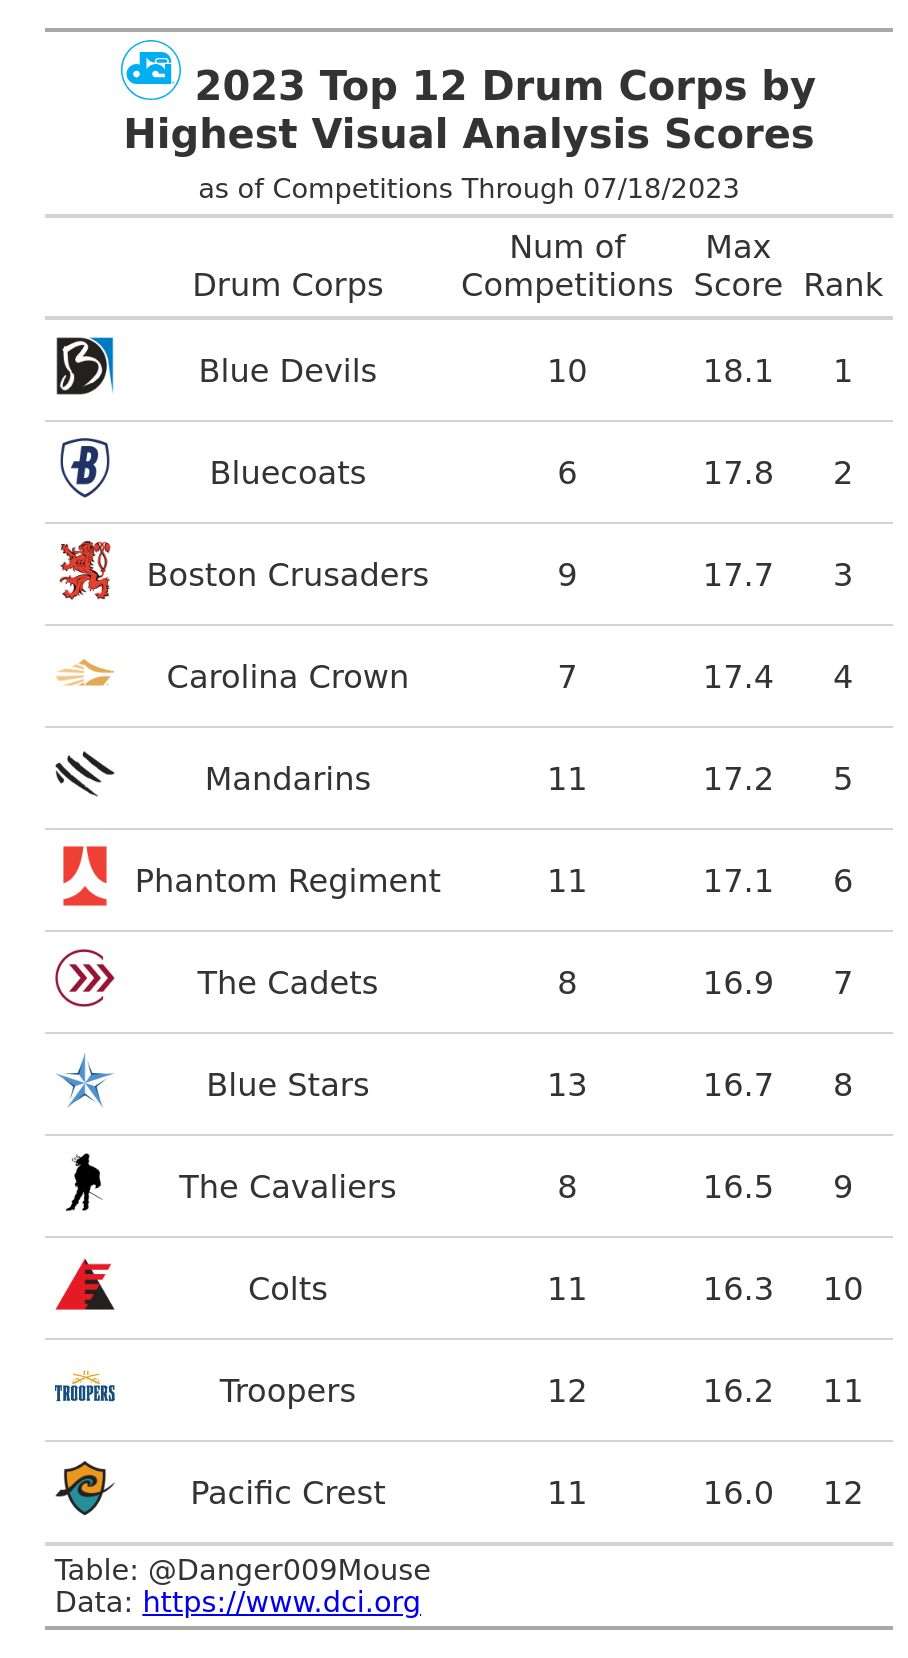 dci
2023 Top 12 Drum Corps by
Highest Visual Analysis Scores
as of Competitions Through 07/18/2023
Drum Corps Num of Competitions Max Score Rank
B Blue Devils 10 18.1 1
B Bluecoats 6 17.8 2
Boston Crusaders 9 17.7 3
Carolina Crown 7 17.4 4
Mandarins 11 17.2 5
Phantom Regiment 11 17.1 6
The Cadets 8 16.9 7
Blue Stars 13 16.7 8
The Cavaliers 8 16.5 9
Colts 11 16.3 10
TROOPERS Troopers 12 16.2 11
Pacific Crest 11 16.0 12
Table: @Danger009Mouse
Data: https://www.dci.org